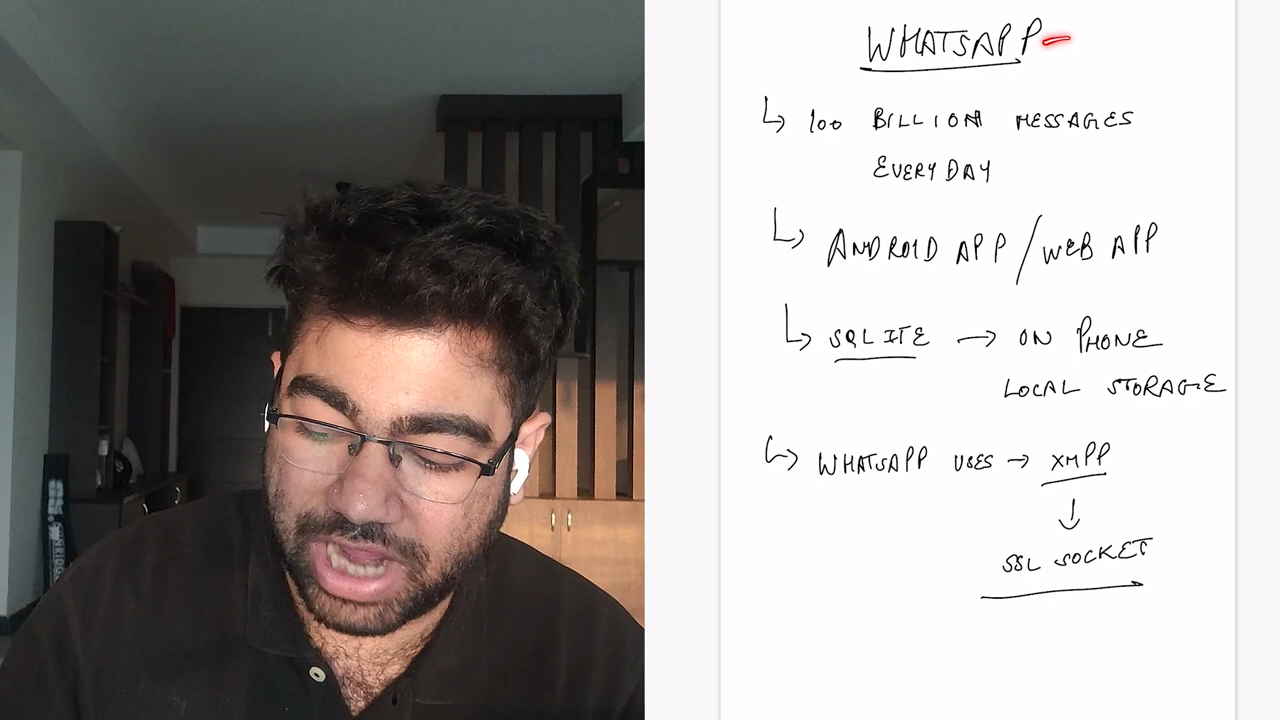 WHATSAPP
↳ 100 BILLION MESSAGES
EVERYDAY
↳ ANDROID APP / WEB APP
↳ SQLITE → ON PHONE
LOCAL STORAGE
↳ WHATSAPP USES → XMPP
↓
SSL SOCKET